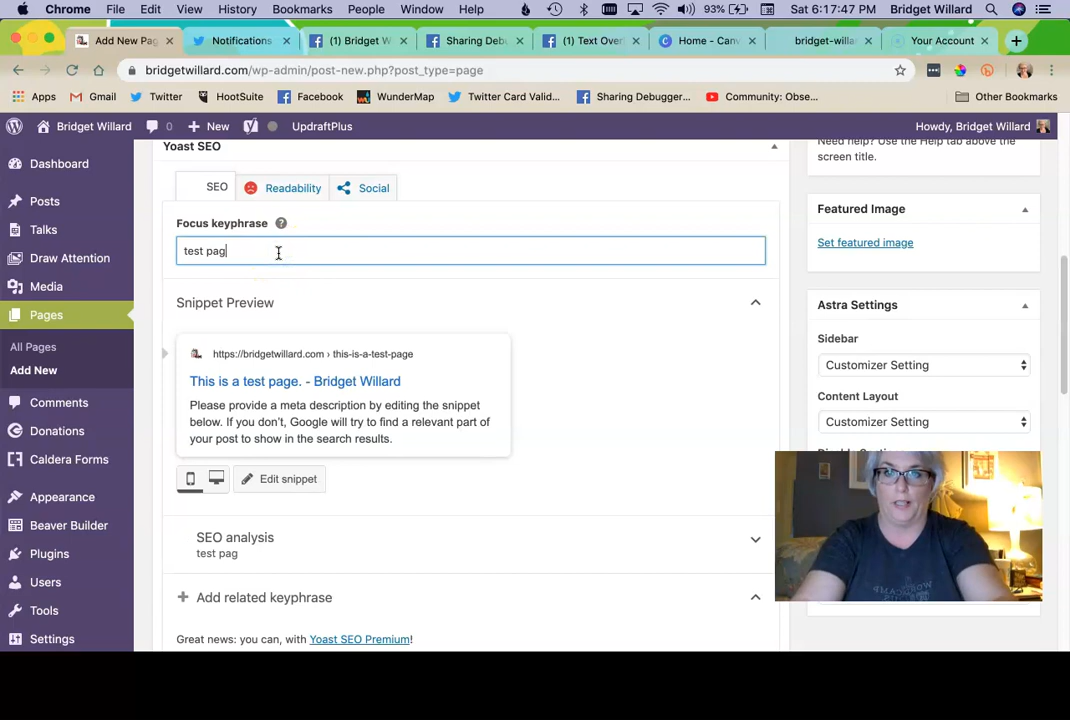 Chrome File Edit View History Bookmarks People Window Help 93% Sat 6:17:47 PM Bridget Willard
Add New Pag Notifications (1) Bridget W Sharing Deb (1) Text Over Home - Can bridget-willa Your Account
bridgetwillard.com/wp-admin/post-new.php?post_type=page
Apps Gmail Twitter HootSuite Facebook WunderMap Twitter Card Valid... Sharing Debugger... Community: Obse... Other Bookmarks
Bridget Willard 0 New UpdraftPlus Howdy, Bridget Willard
Dashboard
Posts
Talks
Draw Attention
Media
Pages
All Pages
Add New
Comments
Donations
Caldera Forms
Appearance
Beaver Builder
Plugins
Users
Tools
Settings
Yoast SEO
SEO Readability Social
Focus keyphrase ?
test pag
Snippet Preview
https://bridgetwillard.com › this-is-a-test-page
This is a test page. - Bridget Willard
Please provide a meta description by editing the snippet
below. If you don't, Google will try to find a relevant part
of your post to show in the search results.
Edit snippet
SEO analysis
test pag
Add related keyphrase
Great news: you can, with Yoast SEO Premium!
Need help? Use the Help tab above the
screen title.
Featured Image
Set featured image
Astra Settings
Sidebar
Customizer Setting
Content Layout
Customizer Setting